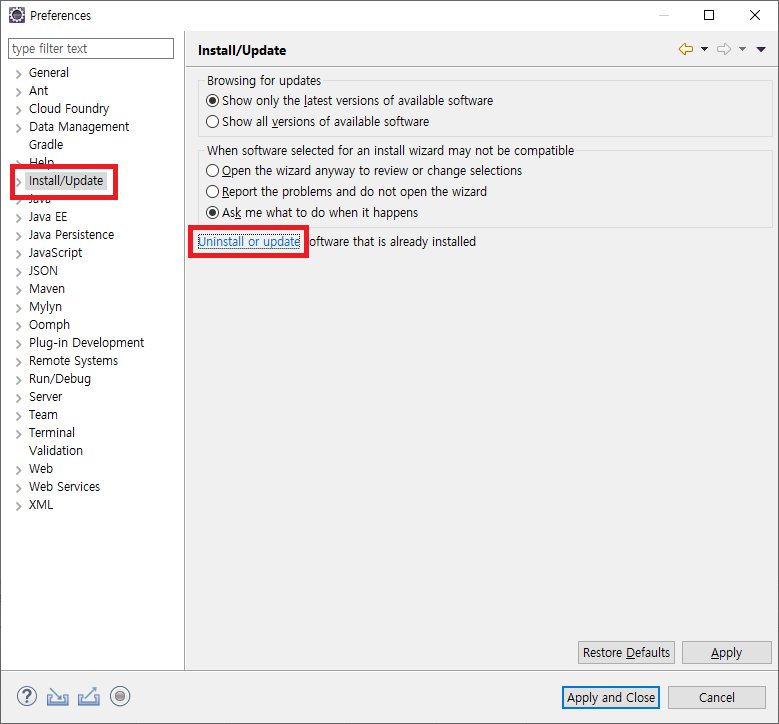 Preferences
type filter text
General
Ant
Cloud Foundry
Data Management
Gradle
Help
Install/Update
Java
Java EE
Java Persistence
JavaScript
JSON
Maven
Mylyn
Oomph
Plug-in Development
Remote Systems
Run/Debug
Server
Team
Terminal
Validation
Web
Web Services
XML
Install/Update
Browsing for updates
Show only the latest versions of available software
Show all versions of available software
When software selected for an install wizard may not be compatible
Open the wizard anyway to review or change selections
Report the problems and do not open the wizard
Ask me what to do when it happens
Uninstall or update oftware that is already installed
Restore Defaults
Apply
Apply and Close
Cancel